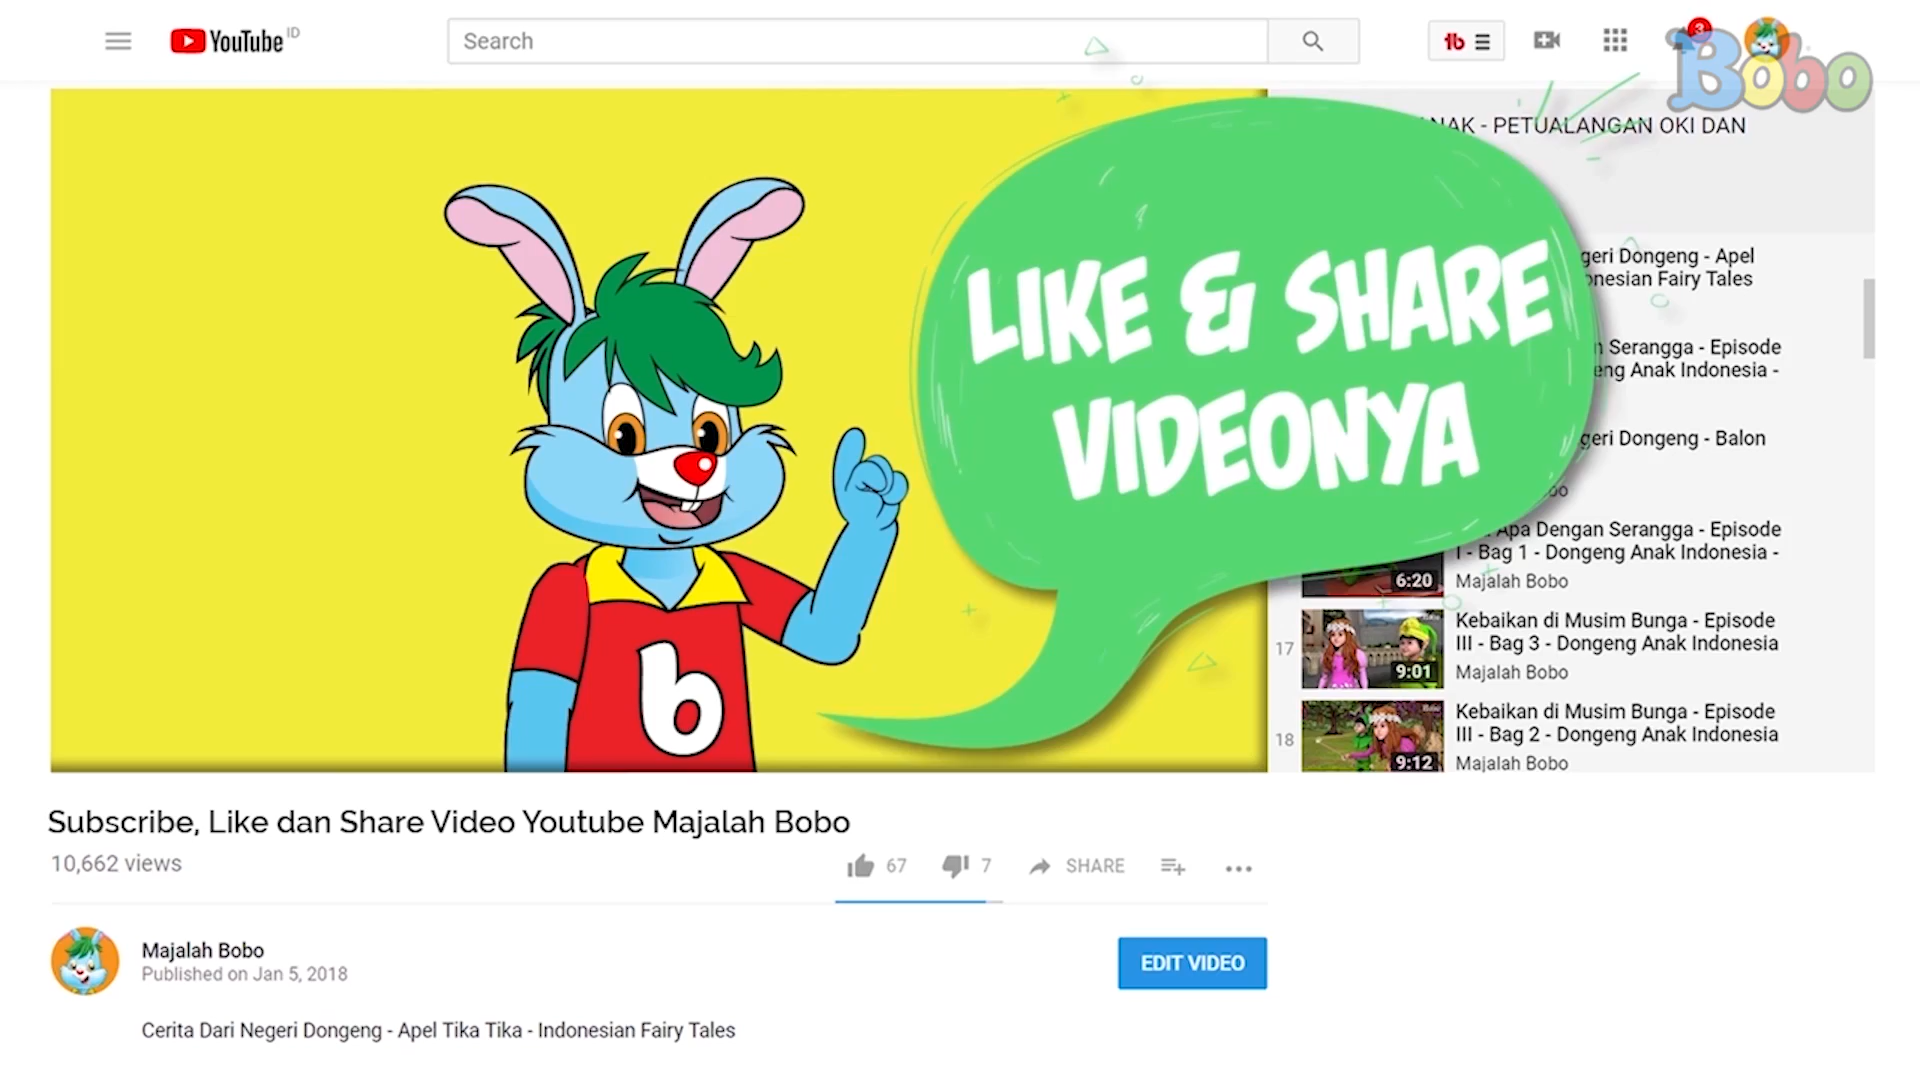 YouTube ID
Search
3
Bobo
LIKE & SHARE
VIDEONYA
b
- PETUALANGAN OKI DAN
Dongeng - Apel
Fairy Tales
Serangga - Episode
Anak Indonesia -
Dongeng - Balon
Apa Dengan Serangga - Episode
I - Bag 1 - Dongeng Anak Indonesia -
Majalah Bobo
6:20
17
Kebaikan di Musim Bunga - Episode
III - Bag 3 - Dongeng Anak Indonesia
Majalah Bobo
9:01
18
Kebaikan di Musim Bunga - Episode
III - Bag 2 - Dongeng Anak Indonesia
Majalah Bobo
9:12
Subscribe, Like dan Share Video Youtube Majalah Bobo
10,662 views
67
7
SHARE
Majalah Bobo
Published on Jan 5, 2018
EDIT VIDEO
Cerita Dari Negeri Dongeng - Apel Tika Tika - Indonesian Fairy Tales